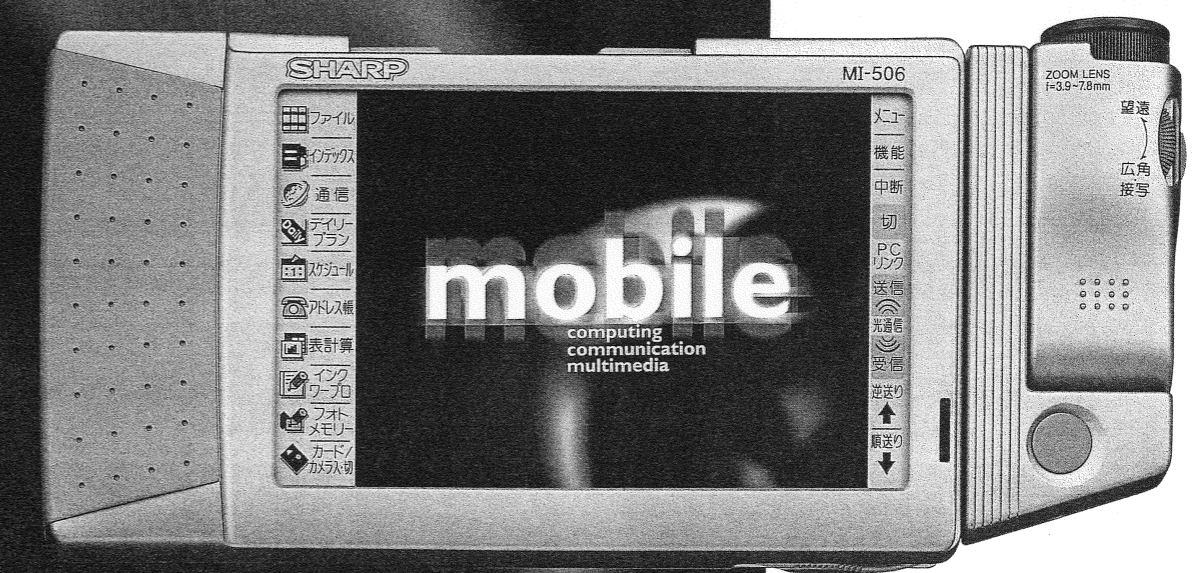 SHARP
MI-506
ファイル
インデックス
通信
デイリー
プラン
スケジュール
アドレス帳
表計算
インク
ワープロ
フォト
メモリー
カード/
カメラ入・切
Daily
mobile
computing
communication
multimedia
メニュー
機能
中断
切
PC
リンク
送信
光通信
受信
逆送り
順送り
ZOOM LENS
f=3.9~7.8mm
望遠
広角
接写